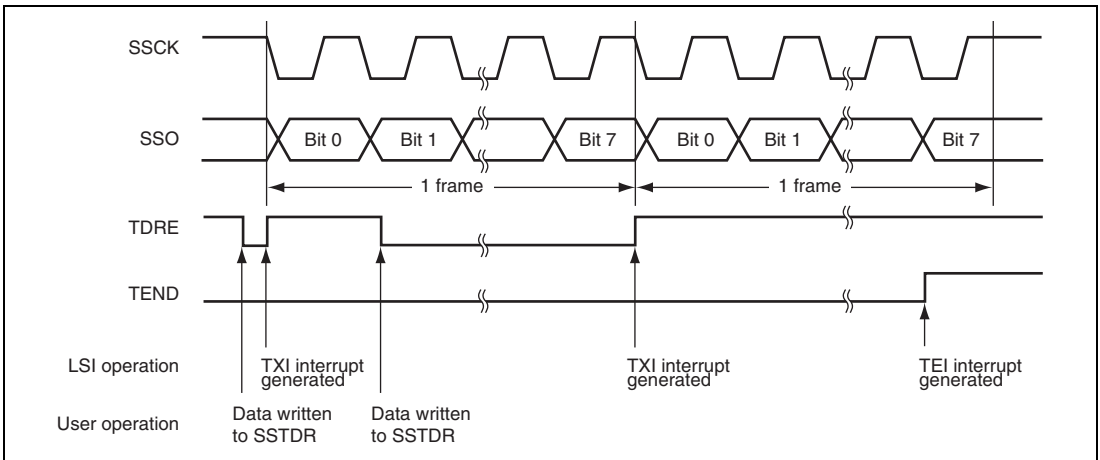 SSCK
SSO
Bit 0
Bit 1
Bit 7
Bit 0
Bit 1
Bit 7
1 frame
1 frame
TDRE
TEND
LSI operation
TXI interrupt
generated
TXI interrupt
generated
TEI interrupt
generated
User operation
Data written
to SSTDR
Data written
to SSTDR